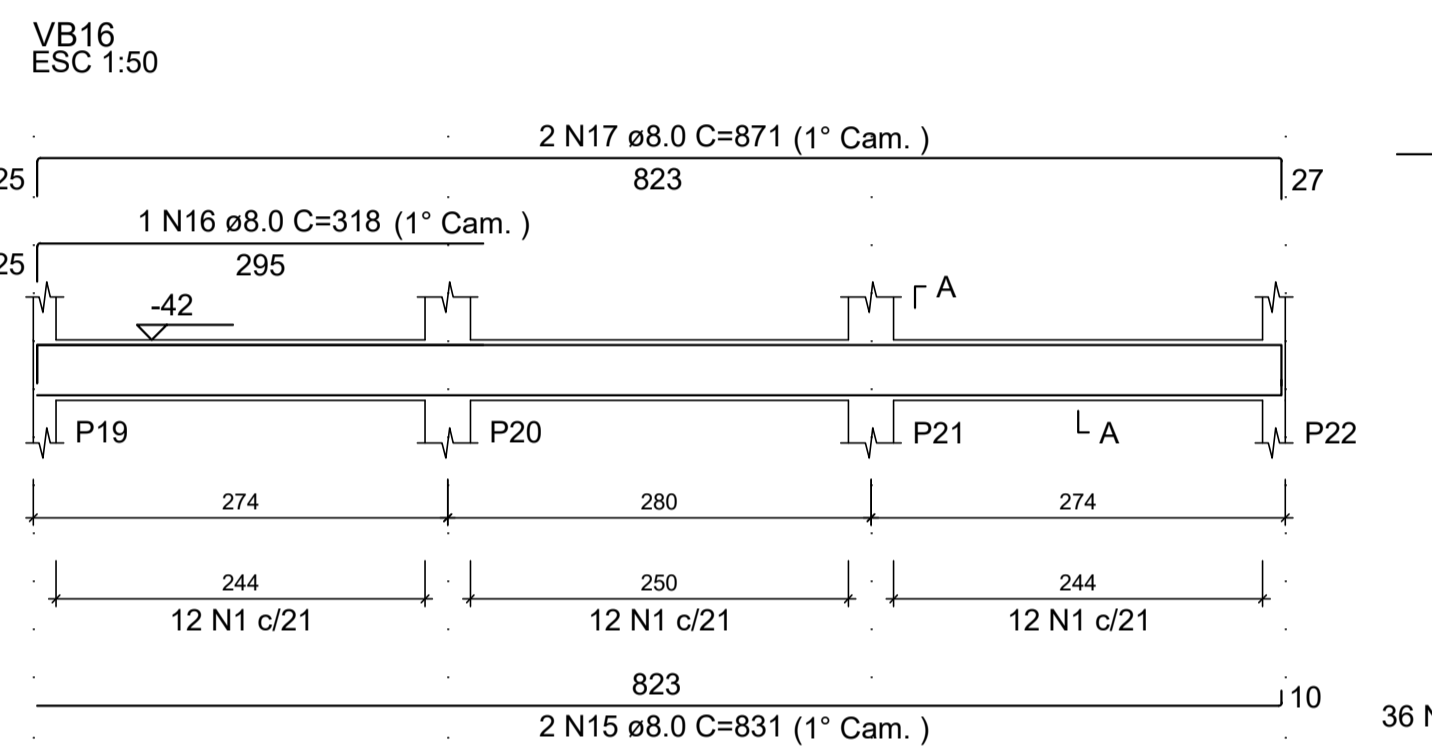 VB16
ESC 1:50
2 N17 ø8.0 C=871 (1° Cam. )
25
823
27
1 N16 ø8.0 C=318 (1° Cam. )
25
295
-42
A
P19
P20
P21
A
P22
274
280
274
244
250
244
12 N1 c/21
12 N1 c/21
12 N1 c/21
823
10
2 N15 ø8.0 C=831 (1° Cam. )
36 N